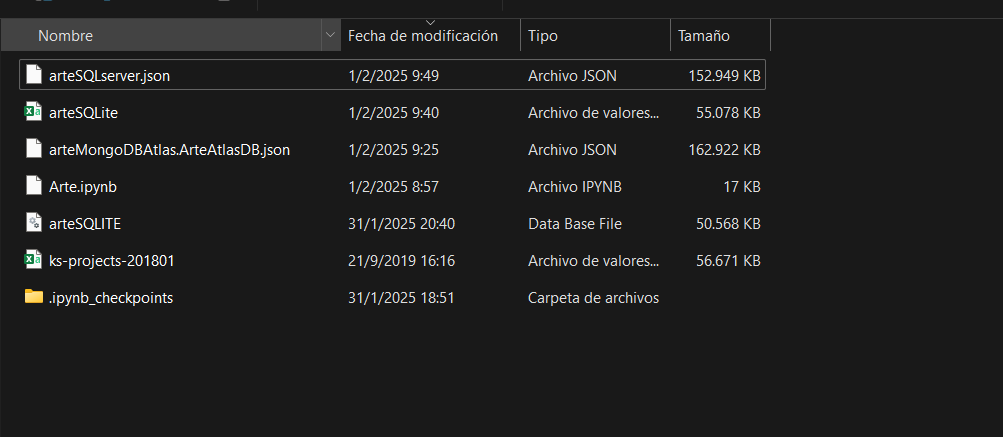 Nombre Fecha de modificación Tipo Tamaño
arteSQLserver.json 1/2/2025 9:49 Archivo JSON 152.949 KB
arteSQLite 1/2/2025 9:40 Archivo de valores... 55.078 KB
arteMongoDBAtlas.ArteAtlasDB.json 1/2/2025 9:25 Archivo JSON 162.922 KB
Arte.ipynb 1/2/2025 8:57 Archivo IPYNB 17 KB
arteSQLITE 31/1/2025 20:40 Data Base File 50.568 KB
ks-projects-201801 21/9/2019 16:16 Archivo de valores... 56.671 KB
.ipynb_checkpoints 31/1/2025 18:51 Carpeta de archivos